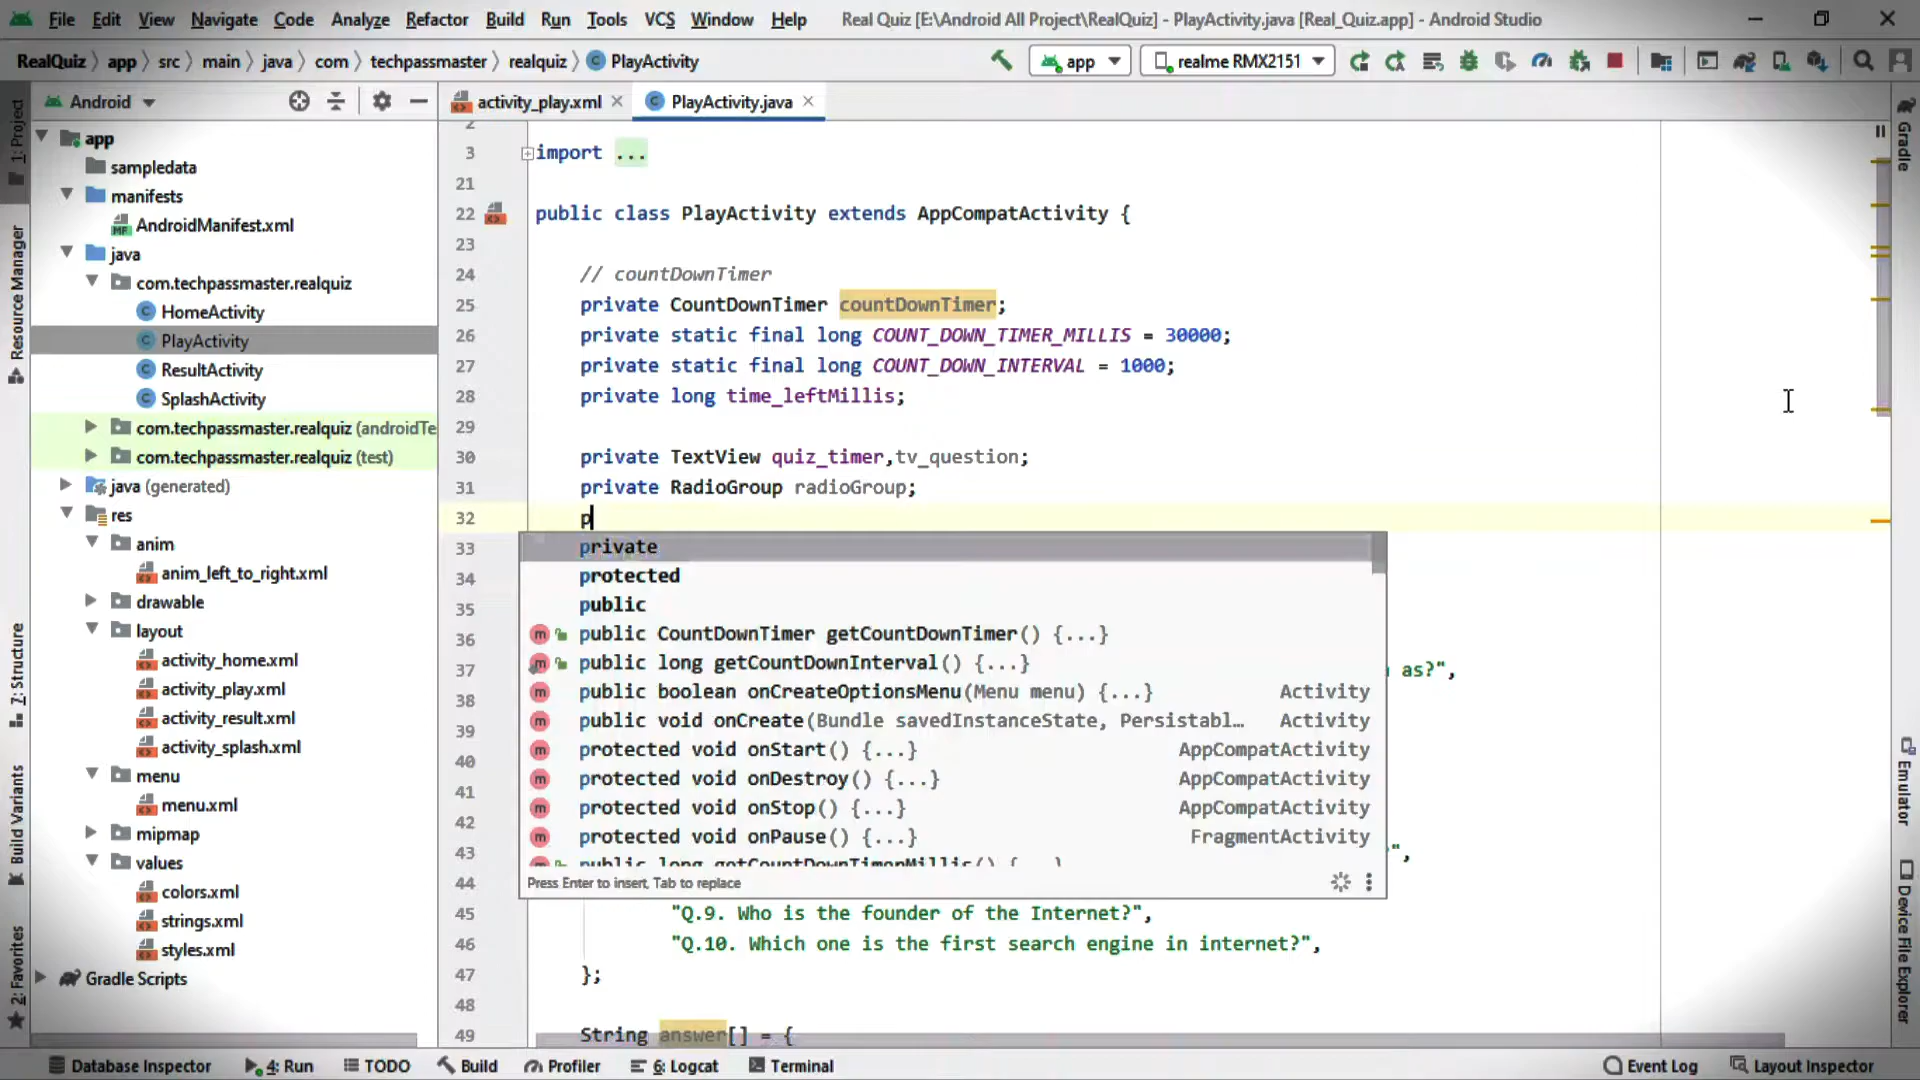 File Edit View Navigate Code Analyze Refactor Build Run Tools VCS Window Help Real Quiz [E:\Android All Project\RealQuiz] - PlayActivity.java [Real_Quiz.app] - Android Studio
RealQuiz app src main java com techpassmaster realquiz PlayActivity app realme RMX2151
Android
activity_play.xml PlayActivity.java
1: Project
Resource Manager
7: Structure
Build Variants
2: Favorites
app
sampledata
manifests
AndroidManifest.xml
java
com.techpassmaster.realquiz
HomeActivity
PlayActivity
ResultActivity
SplashActivity
com.techpassmaster.realquiz (androidTe
com.techpassmaster.realquiz (test)
java (generated)
res
anim
anim_left_to_right.xml
drawable
layout
activity_home.xml
activity_play.xml
activity_result.xml
activity_splash.xml
menu
menu.xml
mipmap
values
colors.xml
strings.xml
styles.xml
Gradle Scripts
2
3 import ...
21
22 public class PlayActivity extends AppCompatActivity {
23
24 // countDownTimer
25 private CountDownTimer countDownTimer;
26 private static final long COUNT_DOWN_TIMER_MILLIS = 30000;
27 private static final long COUNT_DOWN_INTERVAL = 1000;
28 private long time_leftMillis;
29
30 private TextView quiz_timer,tv_question;
31 private RadioGroup radioGroup;
32 p
33 private
34 protected
35 public
36 public CountDownTimer getCountDownTimer() {...}
37 public long getCountDownInterval() {...} as?",
38 public boolean onCreateOptionsMenu(Menu menu) {...} Activity
39 public void onCreate(Bundle savedInstanceState, Persistabl... Activity
40 protected void onStart() {...} AppCompatActivity
41 protected void onDestroy() {...} AppCompatActivity
42 protected void onStop() {...} AppCompatActivity
43 protected void onPause() {...} FragmentActivity ",
public long getCountDownTimerMillis() {...}
44 Press Enter to insert, Tab to replace
45 "Q.9. Who is the founder of the Internet?",
46 "Q.10. Which one is the first search engine in internet?",
47 };
48
49 String answer[] = {
Gradle
Emulator
Device File Explorer
Database Inspector 4: Run TODO Build Profiler 6: Logcat Terminal Event Log Layout Inspector